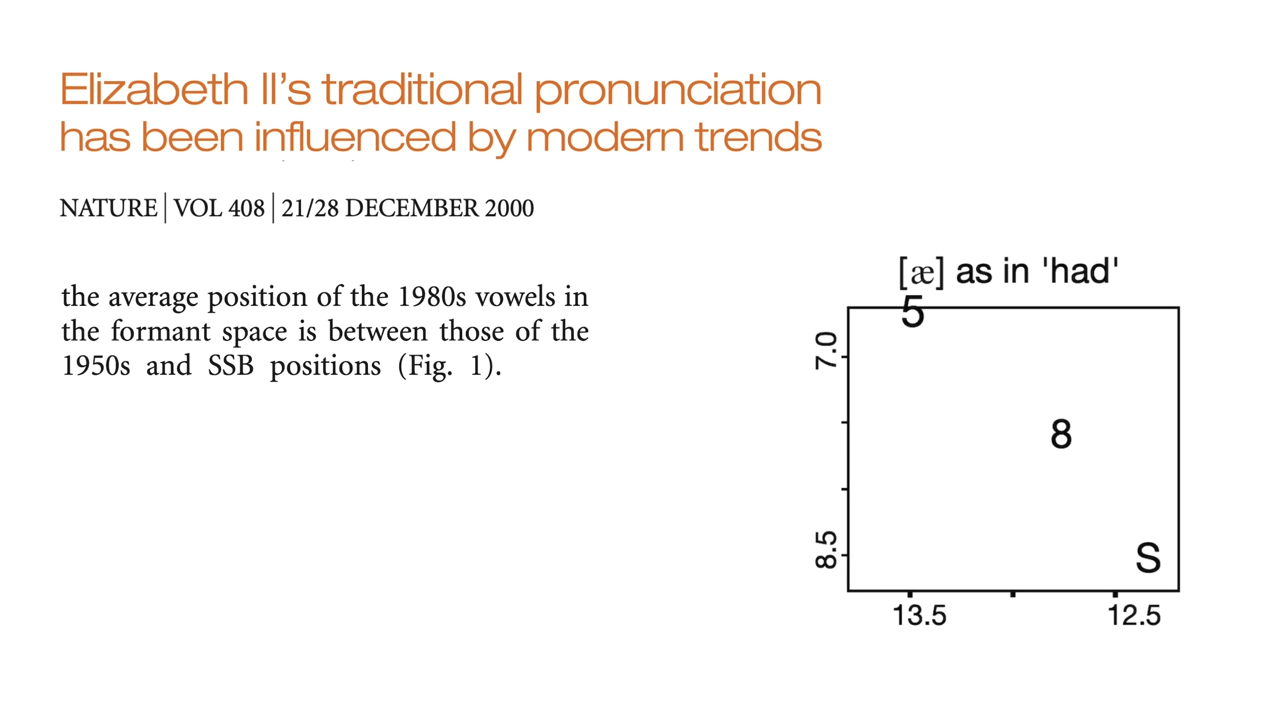 Elizabeth II's traditional pronunciation
has been influenced by modern trends
NATURE | VOL 408 | 21/28 DECEMBER 2000
the average position of the 1980s vowels in
the formant space is between those of the
1950s and SSB positions (Fig. 1).
[æ] as in 'had'
5
7.0
8
8.5
S
13.5
12.5